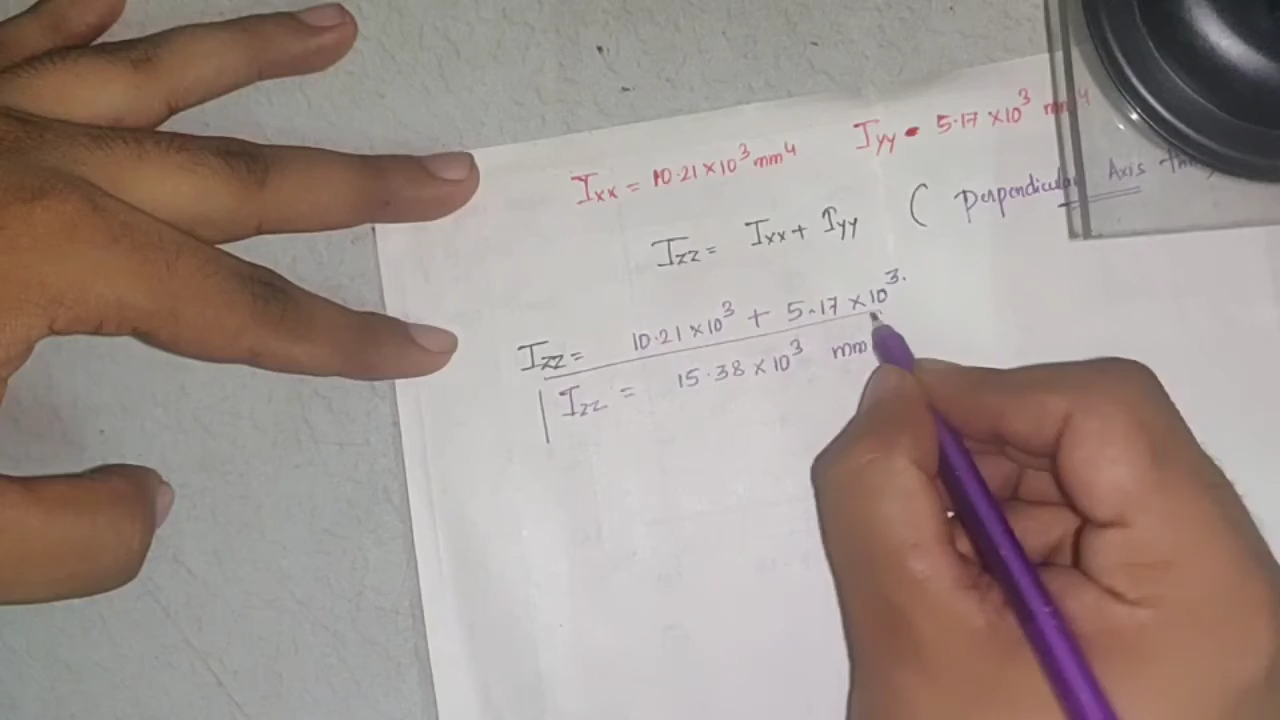 Ixx = 10.21 ×10³ mm⁴ Iyy = 5.17 ×10³ mm⁴
Izz = Ixx + Iyy ( Perpendicular Axis
Izz = 10.21 ×10³ + 5.17 ×10³.
Izz = 15.38 ×10³ mm